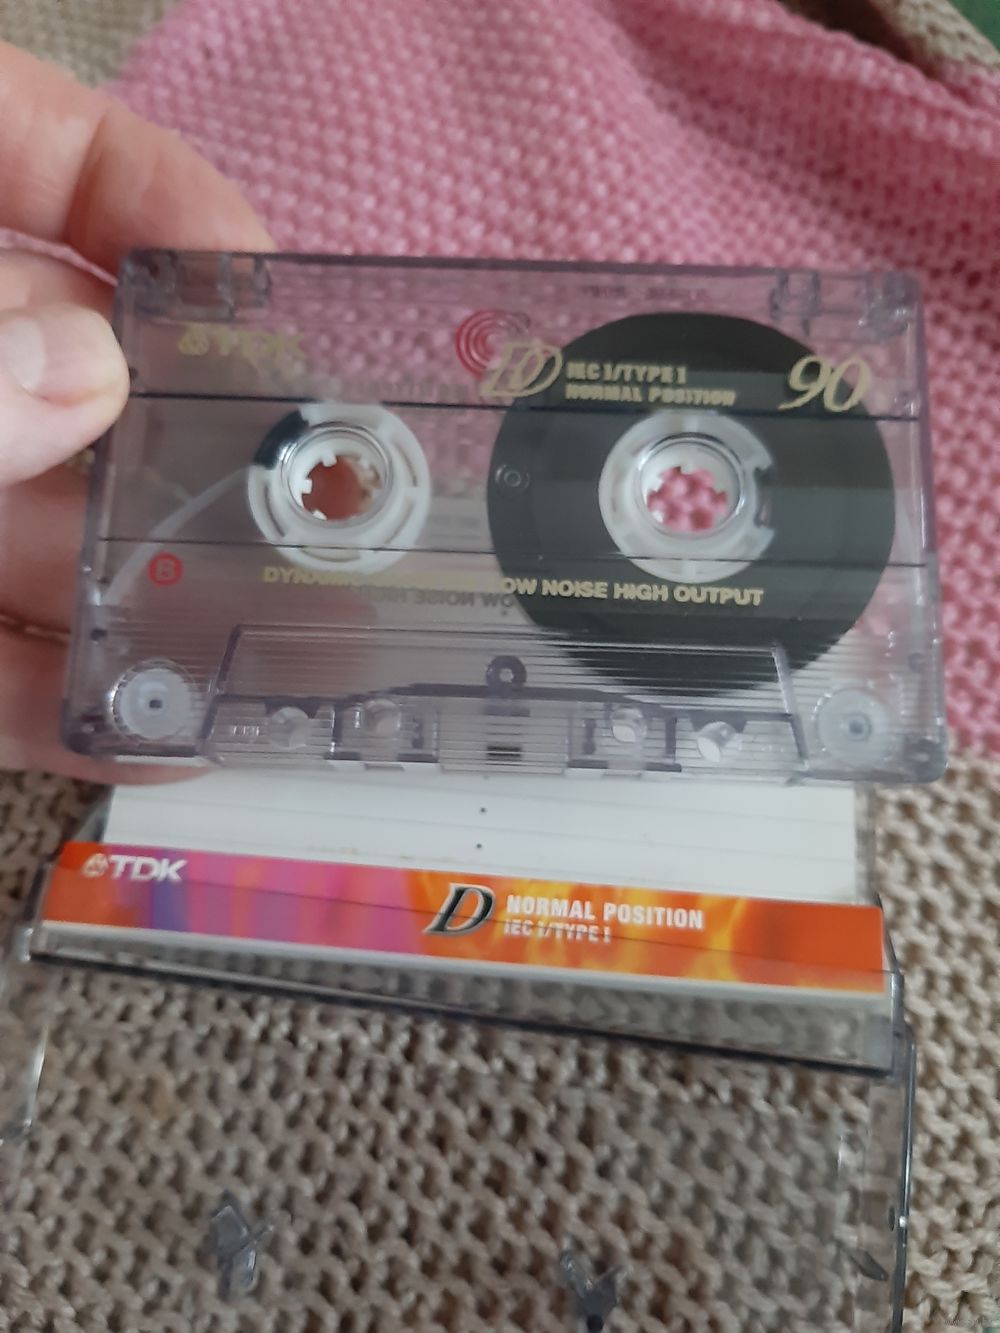 TDK
D
IEC I/TYPE I
NORMAL POSITION
90
B
LOW NOISE HIGH OUTPUT
TDK
D
NORMAL POSITION
IEC I/TYPE I